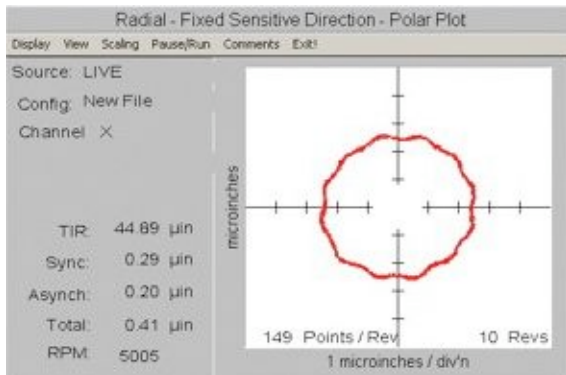 Radial - Fixed Sensitive Direction - Polar Plot
Display View Scaling Pause/Run Comments Exit!
Source: LIVE
Config: New File
Channel X
TIR: 44.89 µin
Sync: 0.29 µin
Asynch: 0.20 µin
Total: 0.41 µin
RPM: 5005
microinches
149 Points / Rev
10 Revs
1 microinches / div'n